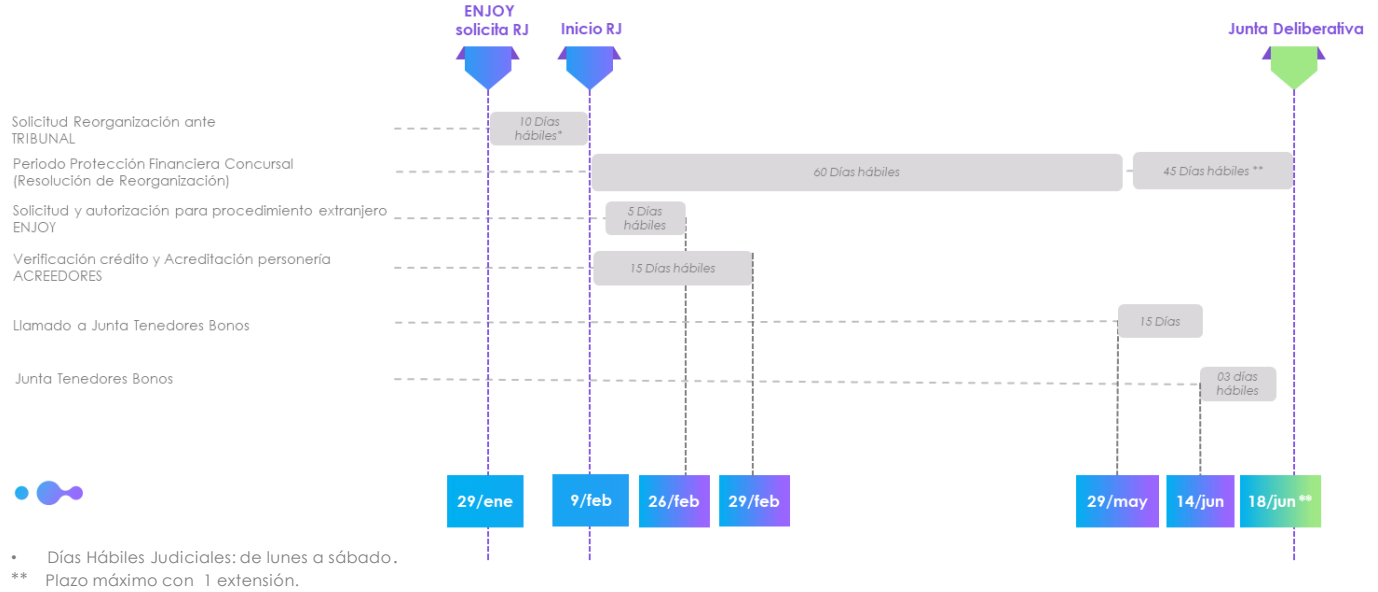 ENJOY
solicita RJ
Inicio RJ
Junta Deliberativa
Solicitud Reorganización ante
TRIBUNAL
10 Días
hábiles*
Periodo Protección Financiera Concursal
(Resolución de Reorganización)
60 Días hábiles
45 Días hábiles **
Solicitud y autorización para procedimiento extranjero
ENJOY
5 Días
hábiles
Verificación crédito y Acreditación personería
ACREEDORES
15 Días hábiles
Llamado a Junta Tenedores Bonos
15 Días
Junta Tenedores Bonos
03 días
hábiles
29/ene
9/feb
26/feb
29/feb
29/may
14/jun
18/jun **
• Días Hábiles Judiciales: de lunes a sábado.
** Plazo máximo con 1 extensión.